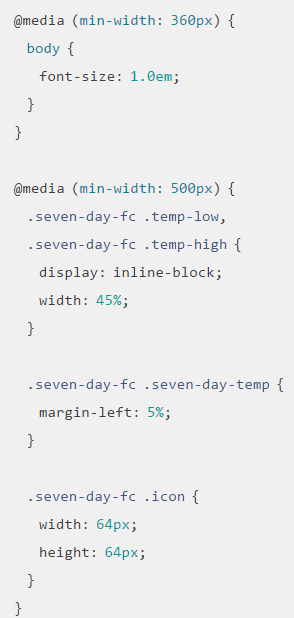 @media (min-width: 360px) {
  body {
    font-size: 1.0em;
  }
}

@media (min-width: 500px) {
  .seven-day-fc .temp-low,
  .seven-day-fc .temp-high {
    display: inline-block;
    width: 45%;
  }

  .seven-day-fc .seven-day-temp {
    margin-left: 5%;
  }

  .seven-day-fc .icon {
    width: 64px;
    height: 64px;
  }
}